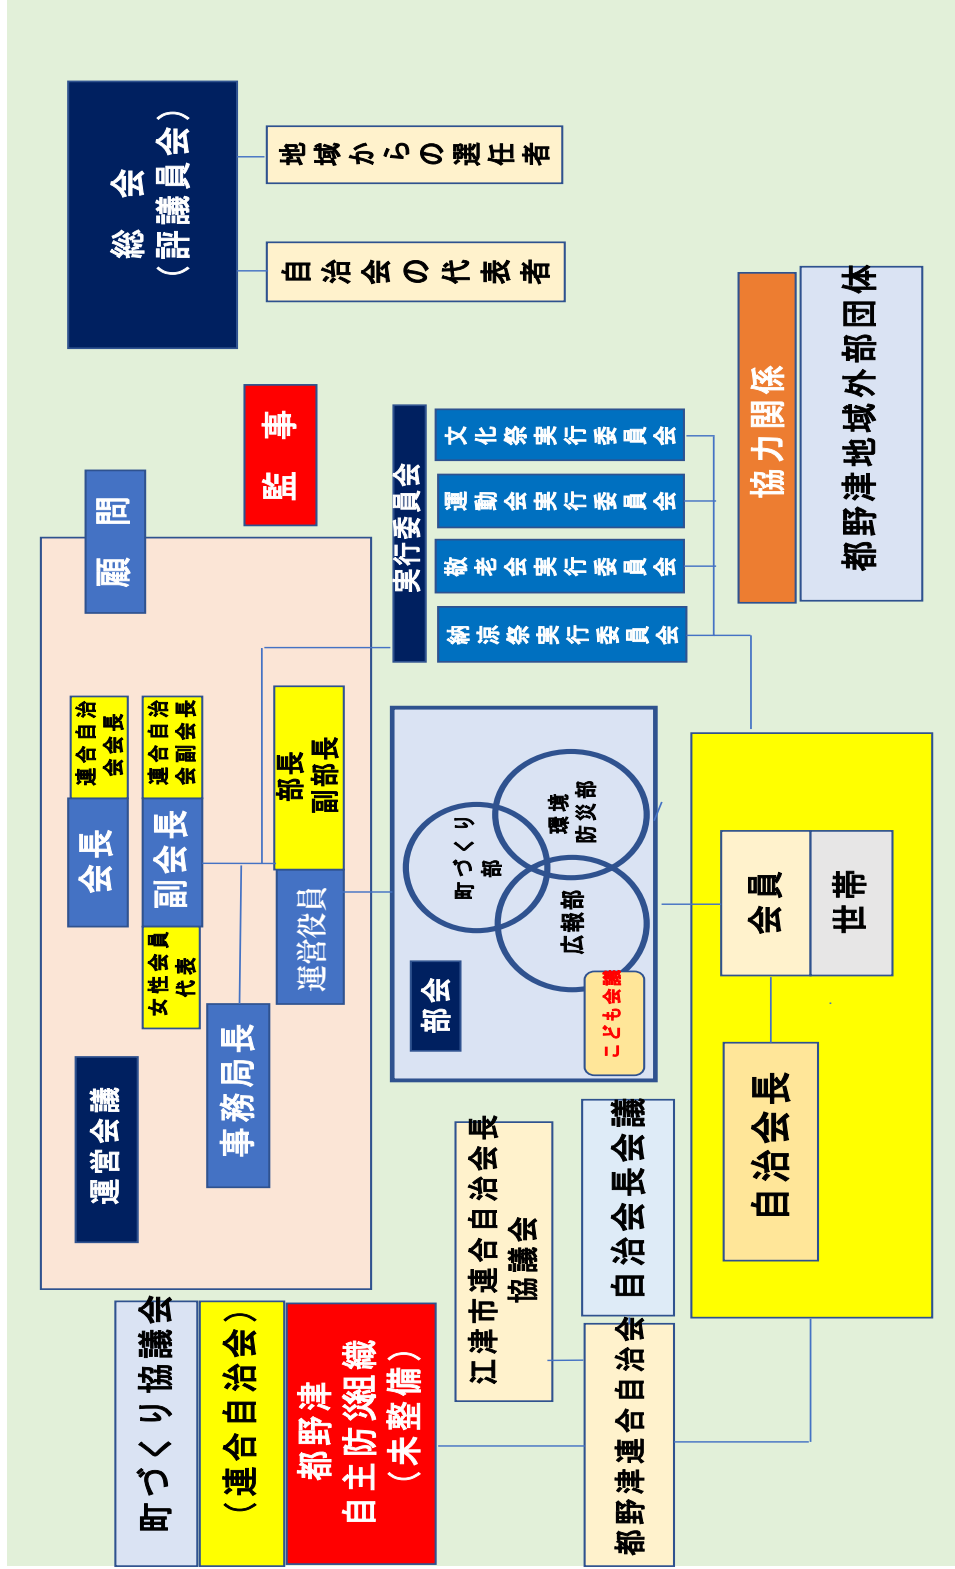 町づくり協議会
（連合自治会）
都野津
自主防災組織
（未整備）
運営会議
会長
連合自治
会会長
女性会員
代表
副会長
連合自治
会副会長
事務局長
運営役員
部長
副部長
顧問
監事
総会
（評議員会）
地域からの選任者
自治会の代表者
実行委員会
文化祭実行委員会
運動会実行委員会
敬老会実行委員会
納涼祭実行委員会
部会
町づくり
部
環境
防災部
広報部
こども会議
江津市連合自治会長
協議会
自治会長会議
都野津連合自治会
自治会長
会員
世帯
協力関係
都野津地域外部団体